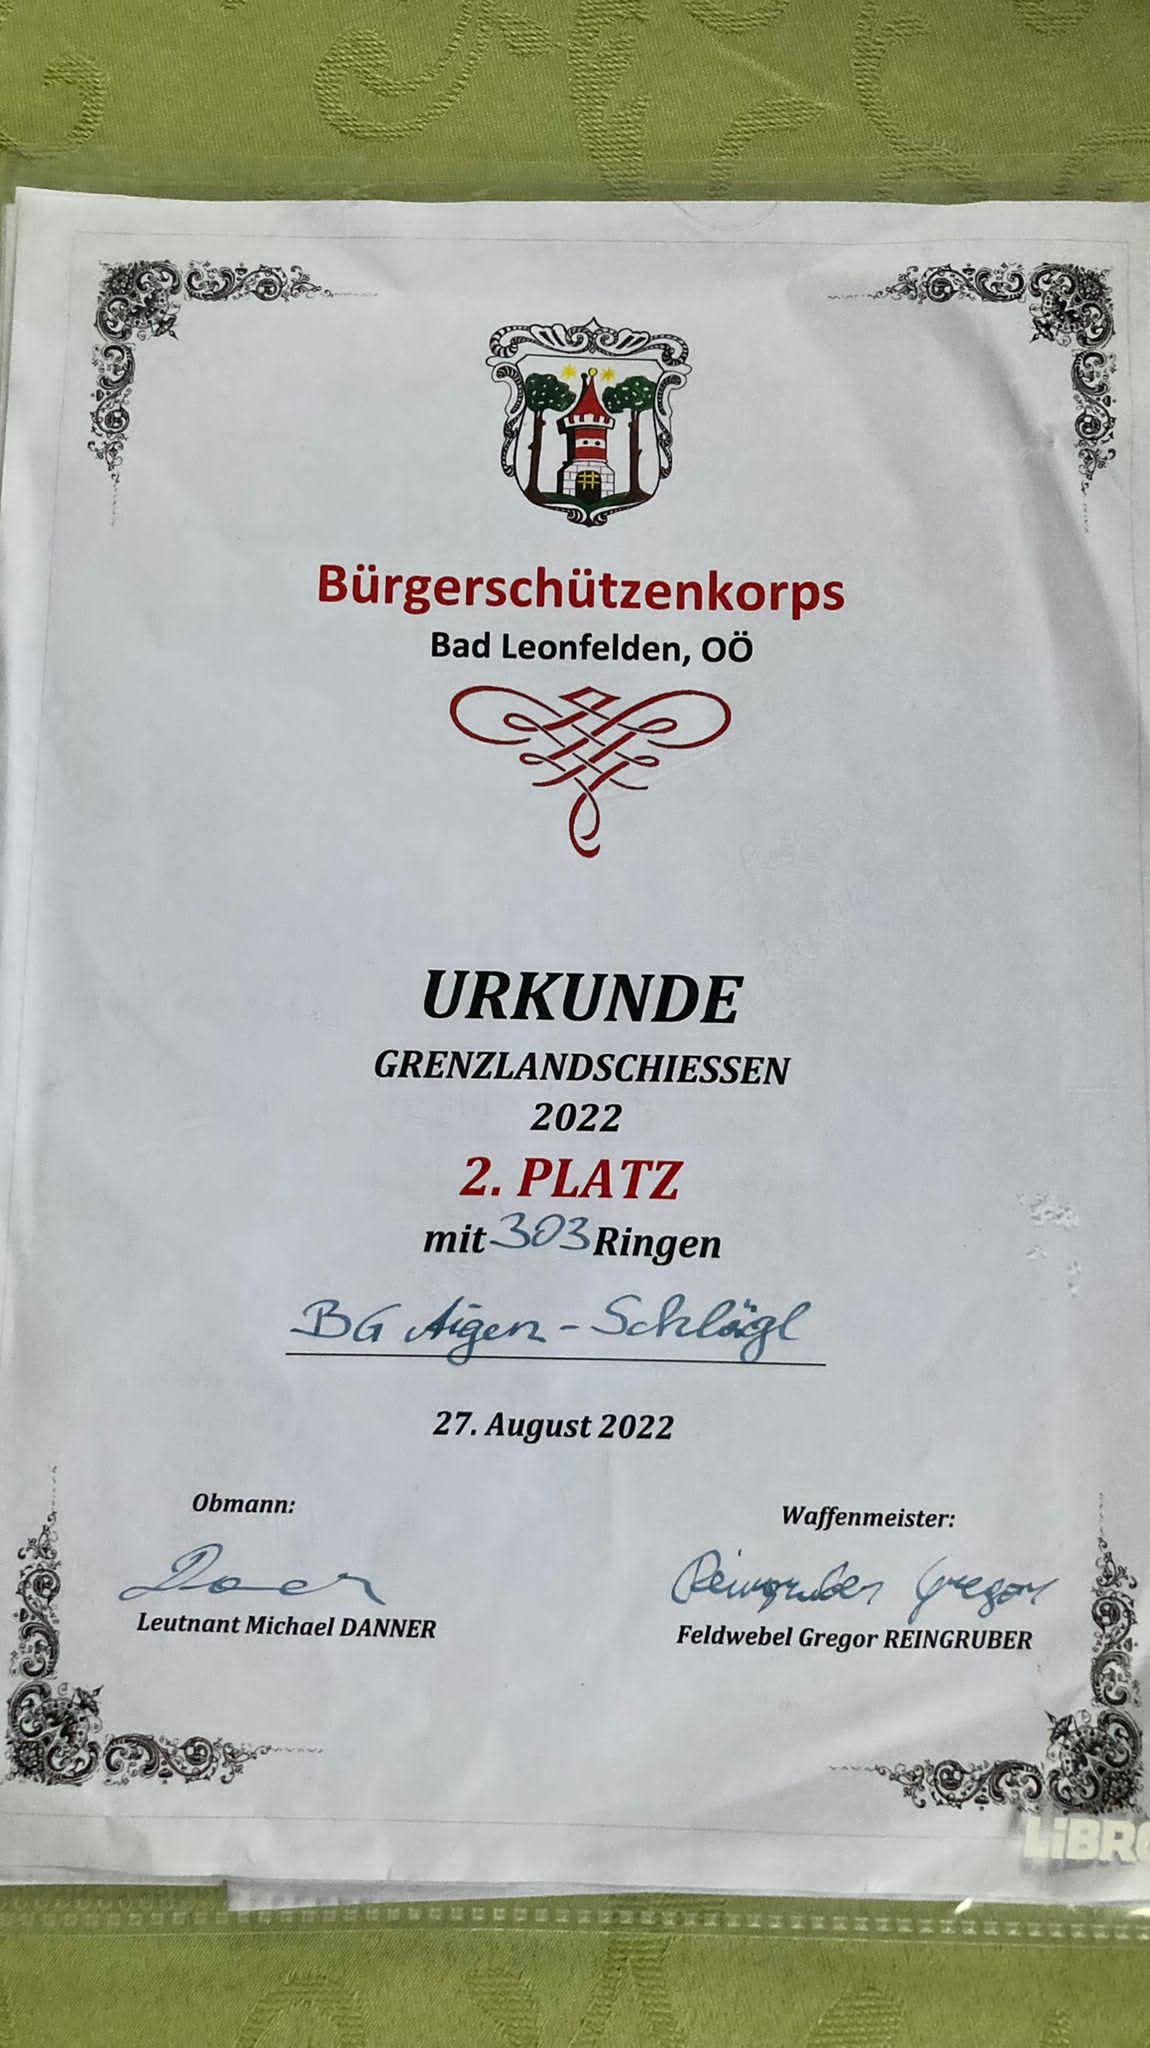 Bürgerschützenkorps
Bad Leonfelden, OÖ
URKUNDE
GRENZLANDSCHIESSEN
2022
2. PLATZ
mit 303 Ringen
BG Aigen - Schlägl
27. August 2022
Obmann:
Waffenmeister:
Reingruber Gregor
Leutnant Michael DANNER
Feldwebel Gregor REINGRUBER
LiBRO